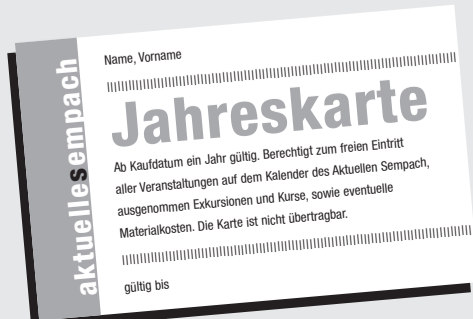 aktuellesempach
Name, Vorname
Jahreskarte
Ab Kaufdatum ein Jahr gültig. Berechtigt zum freien Eintritt
aller Veranstaltungen auf dem Kalender des Aktuellen Sempach,
ausgenommen Exkursionen und Kurse, sowie eventuelle
Materialkosten. Die Karte ist nicht übertragbar.
gültig bis